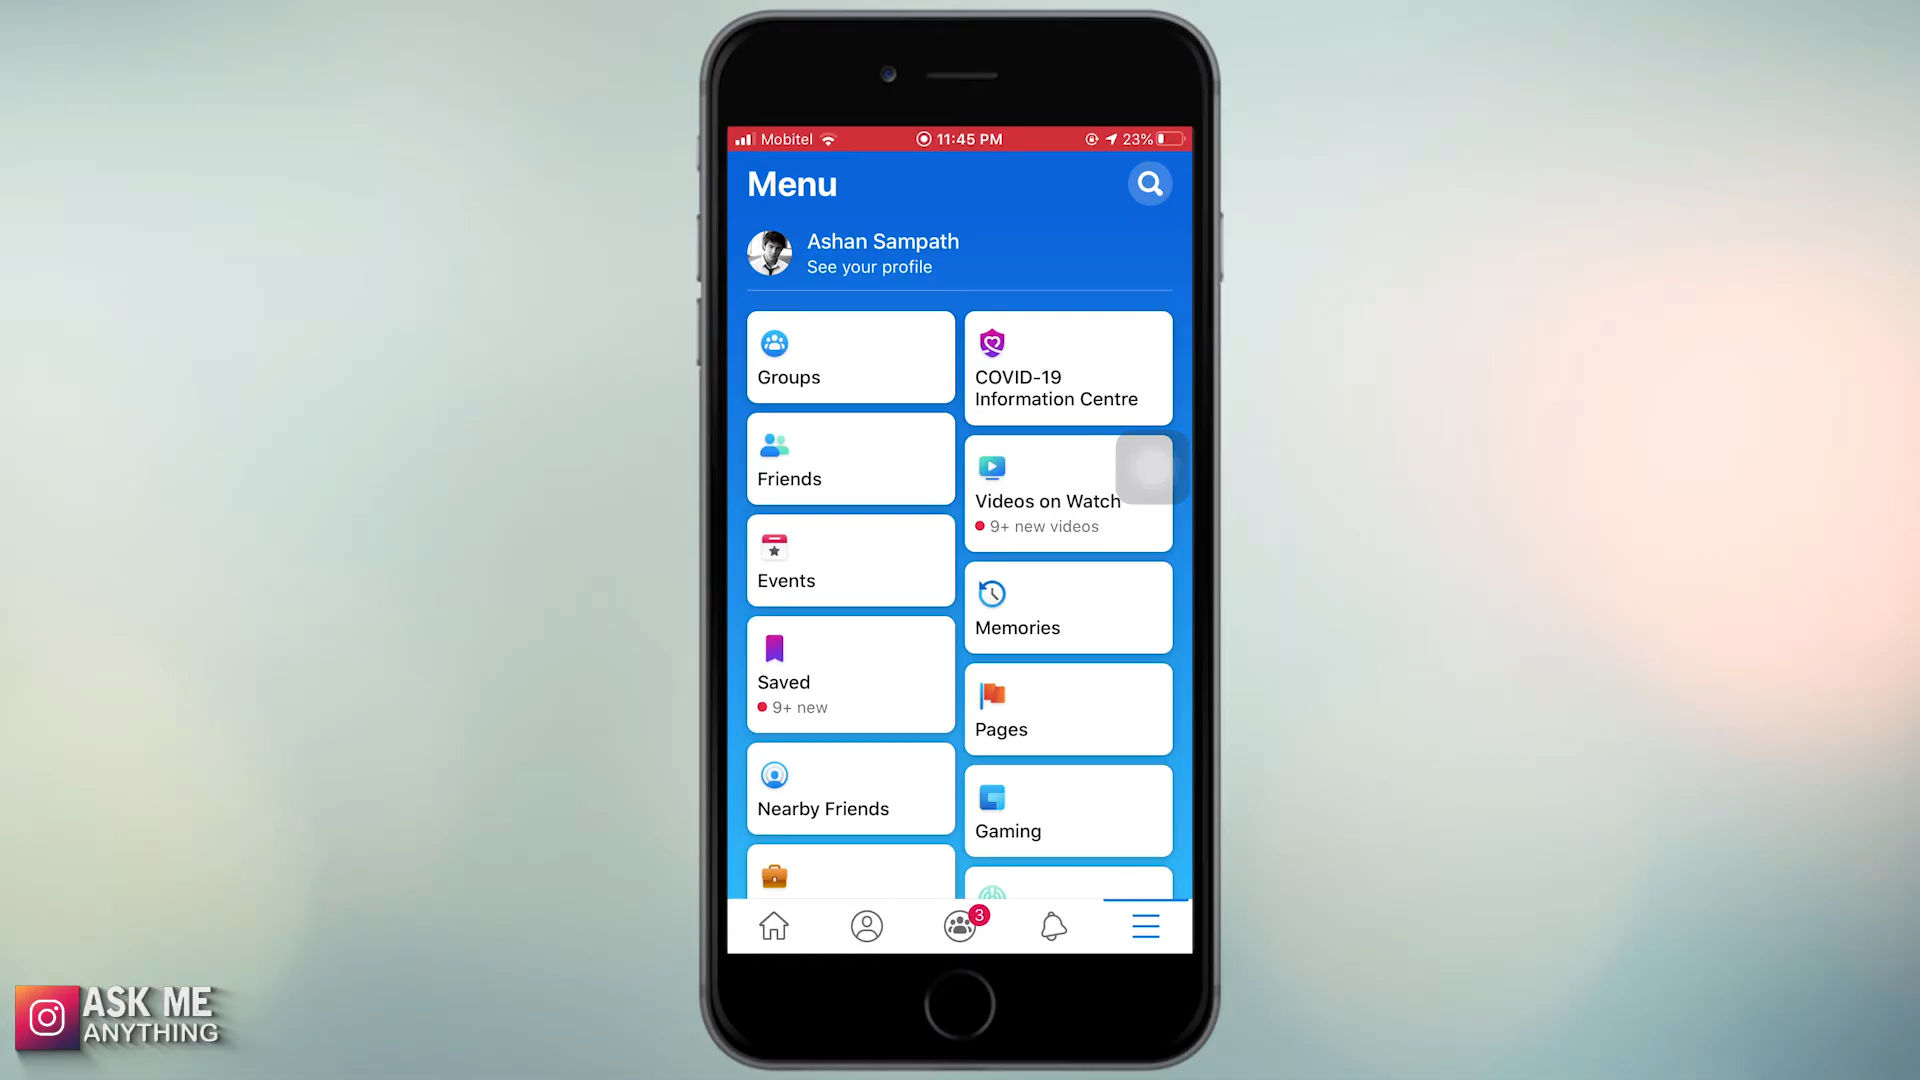 Mobitel
11:45 PM
23%
Menu
Ashan Sampath
See your profile
Groups
COVID-19
Information Centre
Friends
Videos on Watch
9+ new videos
Events
Memories
Saved
9+ new
Pages
Nearby Friends
Gaming
3
ASK ME
ANYTHING